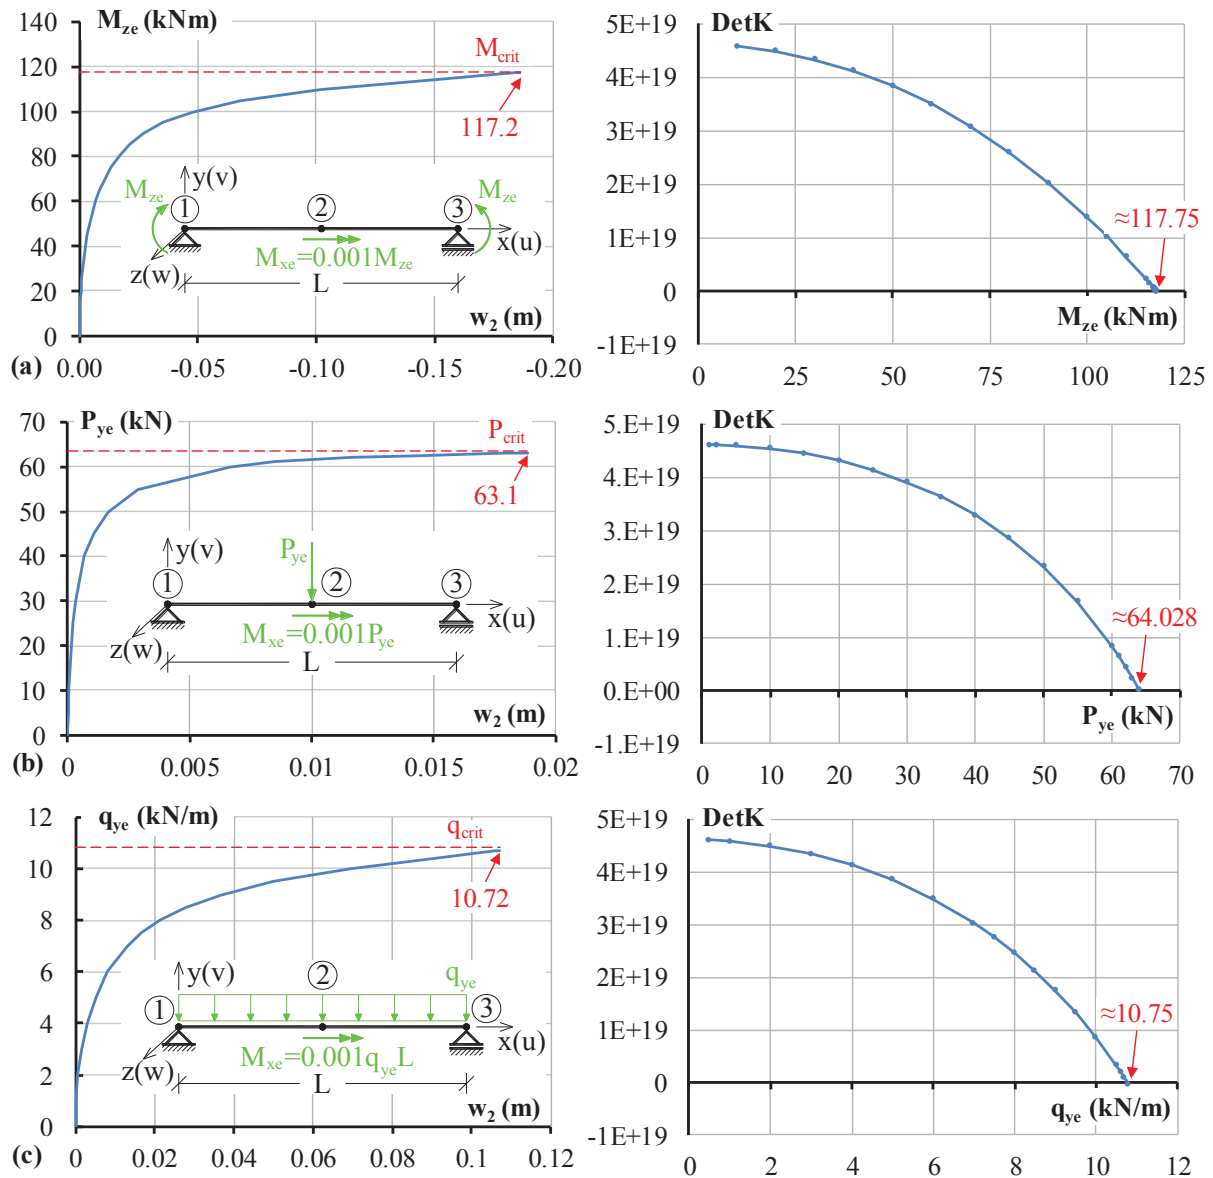 M_ze (kNm)
140
120
100
80
60
40
20
0
M_crit
117.2
M_ze
y(v)
1
2
3
M_ze
x(u)
M_xe=0.001M_ze
z(w)
L
w_2 (m)
(a)
0.00
-0.05
-0.10
-0.15
-0.20
DetK
5E+19
4E+19
3E+19
2E+19
1E+19
0
-1E+19
≈117.75
M_ze (kNm)
0
25
50
75
100
125
P_ye (kN)
70
60
50
40
30
20
10
0
P_crit
63.1
y(v)
P_ye
1
2
3
x(u)
M_xe=0.001P_ye
z(w)
L
w_2 (m)
(b)
0
0.005
0.01
0.015
0.02
DetK
5.E+19
4.E+19
3.E+19
2.E+19
1.E+19
0.E+00
-1.E+19
≈64.028
P_ye (kN)
0
10
20
30
40
50
60
70
q_ye (kN/m)
12
10
8
6
4
2
0
q_crit
10.72
y(v)
2
q_ye
1
3
x(u)
M_xe=0.001q_yeL
z(w)
L
w_2 (m)
(c)
0.00
0.02
0.04
0.06
0.08
0.10
0.12
DetK
5E+19
4E+19
3E+19
2E+19
1E+19
0
-1E+19
≈10.75
q_ye (kN/m)
0
2
4
6
8
10
12